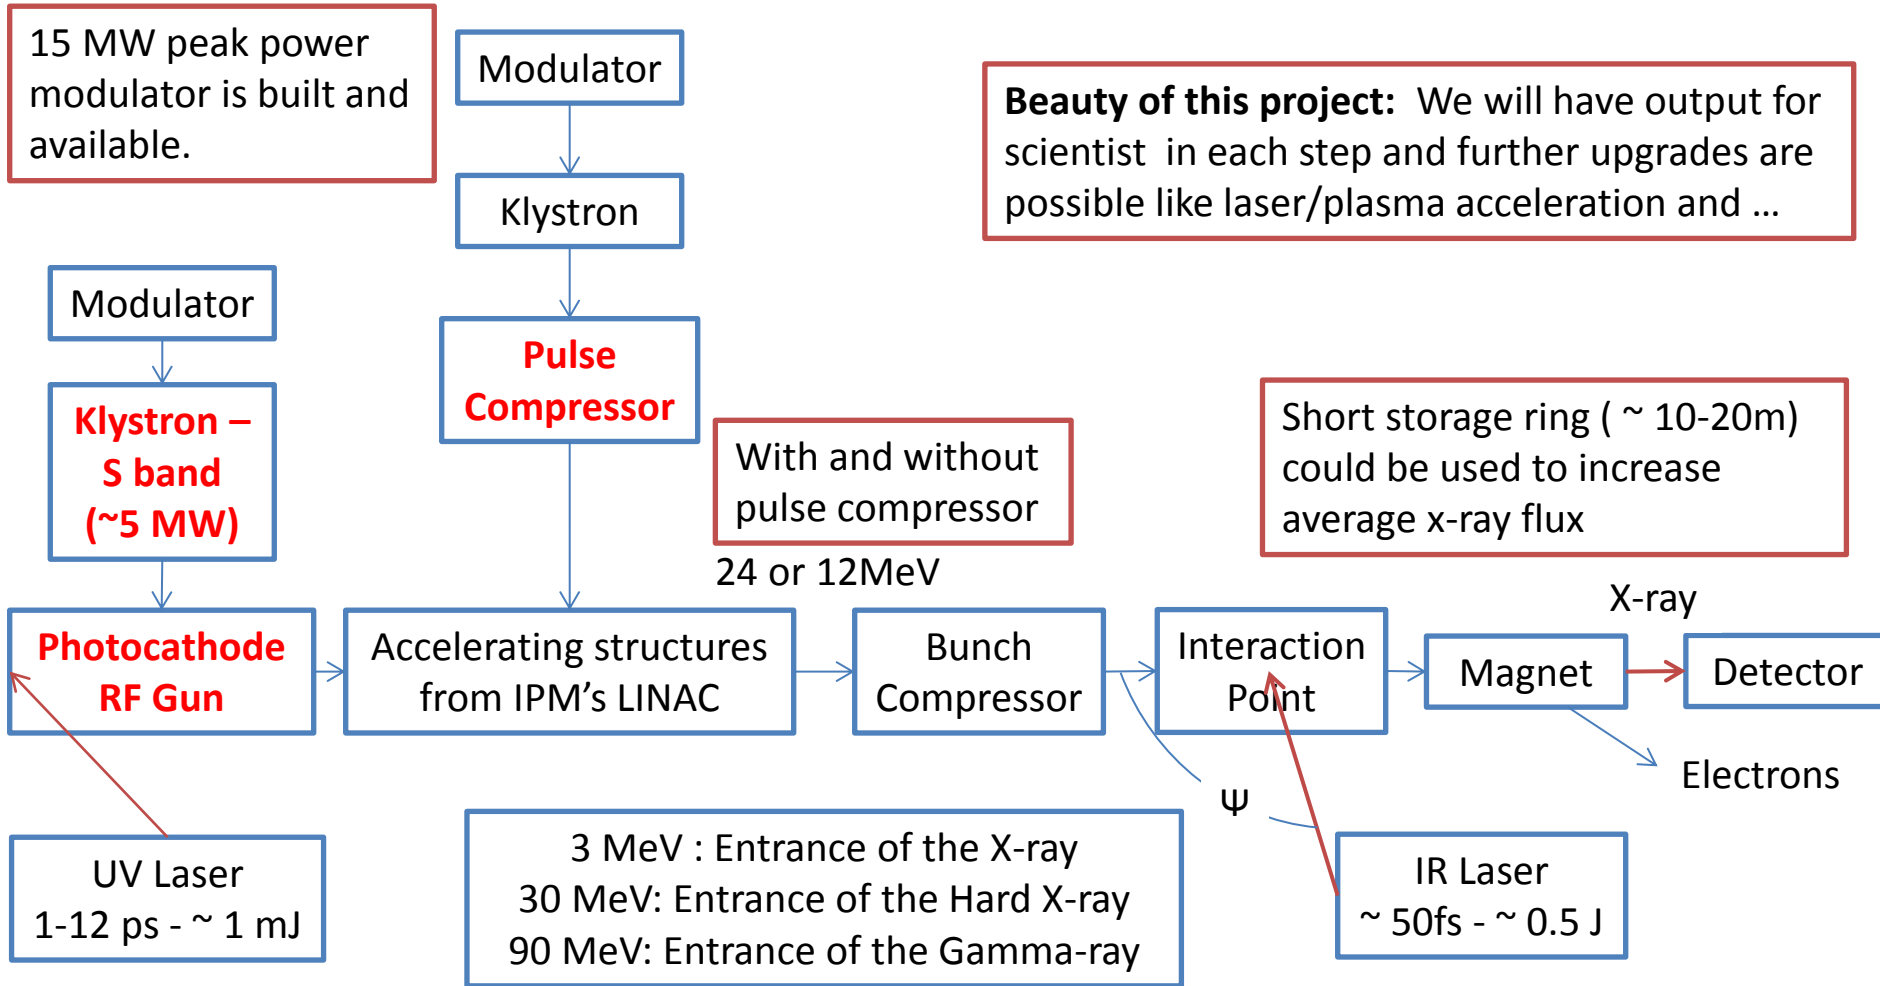 15 MW peak power
modulator is built and
available.
Modulator
Klystron
Beauty of this project:  We will have output for
scientist  in each step and further upgrades are
possible like laser/plasma acceleration and …
Modulator
Klystron –
S band
(~5 MW)
Pulse
Compressor
With and without
pulse compressor
24 or 12MeV
Short storage ring ( ~ 10-20m)
could be used to increase
average x-ray flux
X-ray
Photocathode
RF Gun
Accelerating structures
from IPM's LINAC
Bunch
Compressor
Interaction
Point
Magnet
Detector
Electrons
Ψ
UV Laser
1-12 ps - ~ 1 mJ
3 MeV : Entrance of the X-ray
30 MeV: Entrance of the Hard X-ray
90 MeV: Entrance of the Gamma-ray
IR Laser
~ 50fs - ~ 0.5 J